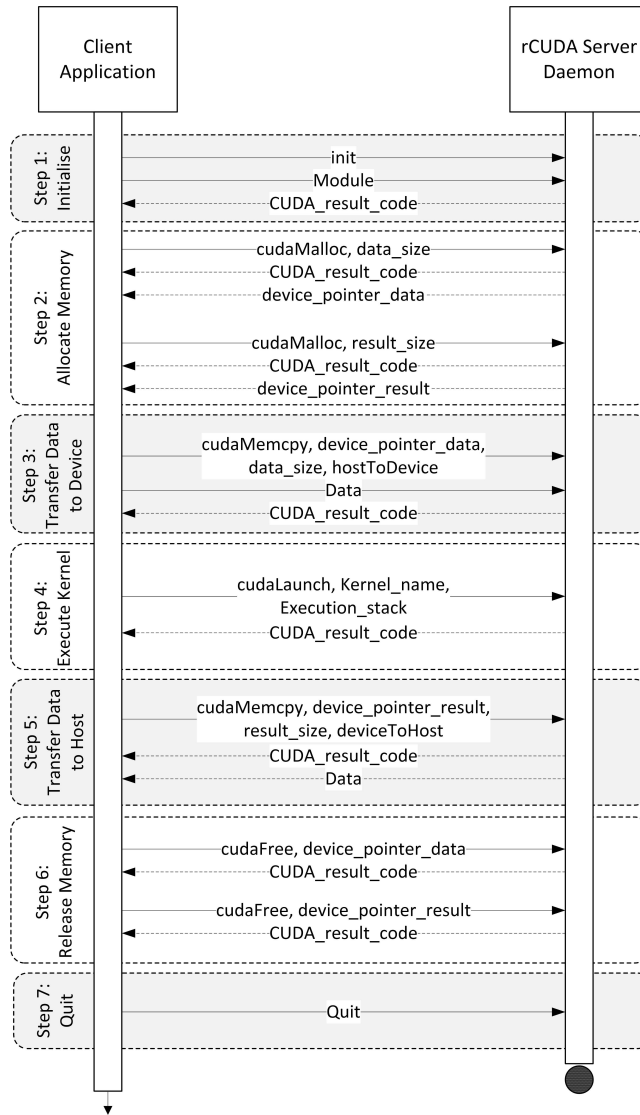 Client
Application
rCUDA Server
Daemon
Step 1:
Initialise
init
Module
CUDA_result_code
Step 2:
Allocate Memory
cudaMalloc, data_size
CUDA_result_code
device_pointer_data
cudaMalloc, result_size
CUDA_result_code
device_pointer_result
Step 3:
Transfer Data
to Device
cudaMemcpy, device_pointer_data,
data_size, hostToDevice
Data
CUDA_result_code
Step 4:
Execute Kernel
cudaLaunch, Kernel_name,
Execution_stack
CUDA_result_code
Step 5:
Transfer Data
to Host
cudaMemcpy, device_pointer_result,
result_size, deviceToHost
CUDA_result_code
Data
Step 6:
Release Memory
cudaFree, device_pointer_data
CUDA_result_code
cudaFree, device_pointer_result
CUDA_result_code
Step 7:
Quit
Quit